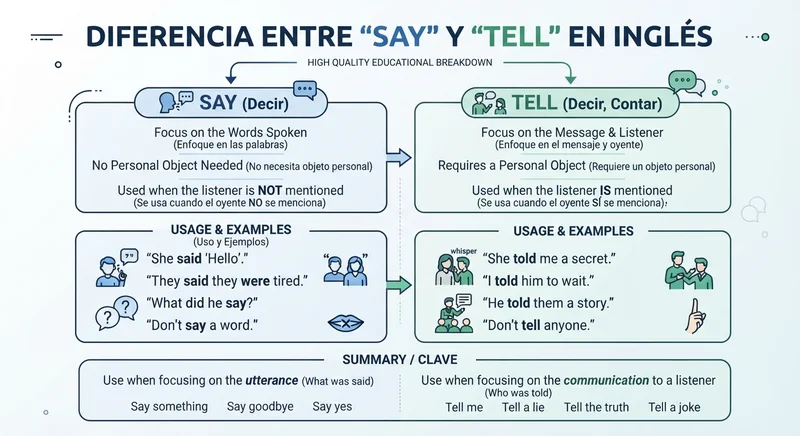 DIFERENCIA ENTRE “SAY” Y “TELL” EN INGLÉS
HIGH QUALITY EDUCATIONAL BREAKDOWN
SAY (Decir)
Focus on the Words Spoken
(Enfoque en las palabras)
No Personal Object Needed (No necesita objeto personal)
Used when the listener is NOT mentioned
(Se usa cuando el oyente NO se menciona)
TELL (Decir, Contar)
Focus on the Message & Listener
(Enfoque en el mensaje y oyente)
Requires a Personal Object (Requiere un objeto personal)
Used when the listener IS mentioned
(Se usa cuando el oyente SÍ se menciona);
USAGE & EXAMPLES
(Uso y Ejemplos)
“She said ‘Hello’.”
“They said they were tired.”
“What did he say?”
“Don’t say a word.”
USAGE & EXAMPLES
whisper
“She told me a secret.”
“I told him to wait.”
“He told them a story.”
“Don’t tell anyone.”
SUMMARY / CLAVE
Use when focusing on the utterance (What was said)
Say something Say goodbye Say yes
Use when focusing on the communication to a listener
(Who was told)
Tell me Tell a lie Tell the truth Tell a joke